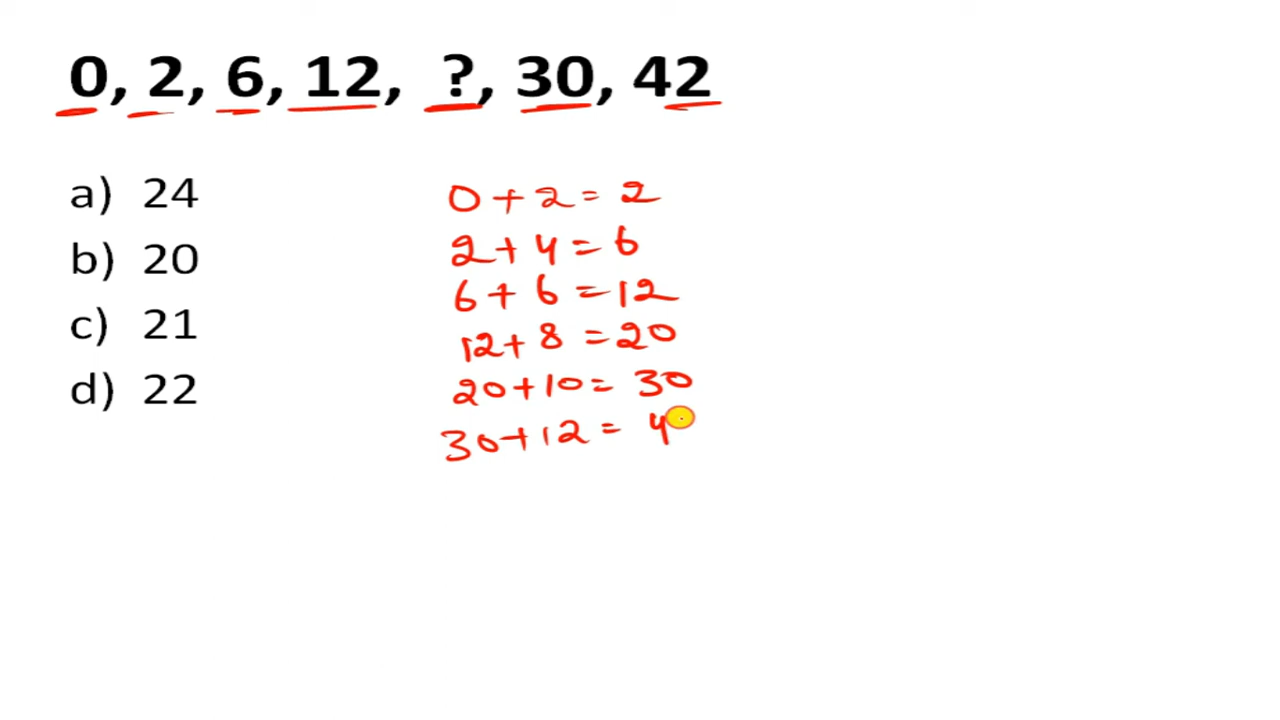 0, 2, 6, 12, ?, 30, 42
a) 24
b) 20
c) 21
d) 22
0 + 2 = 2
2 + 4 = 6
6 + 6 = 12
12 + 8 = 20
20 + 10 = 30
30 + 12 = 4